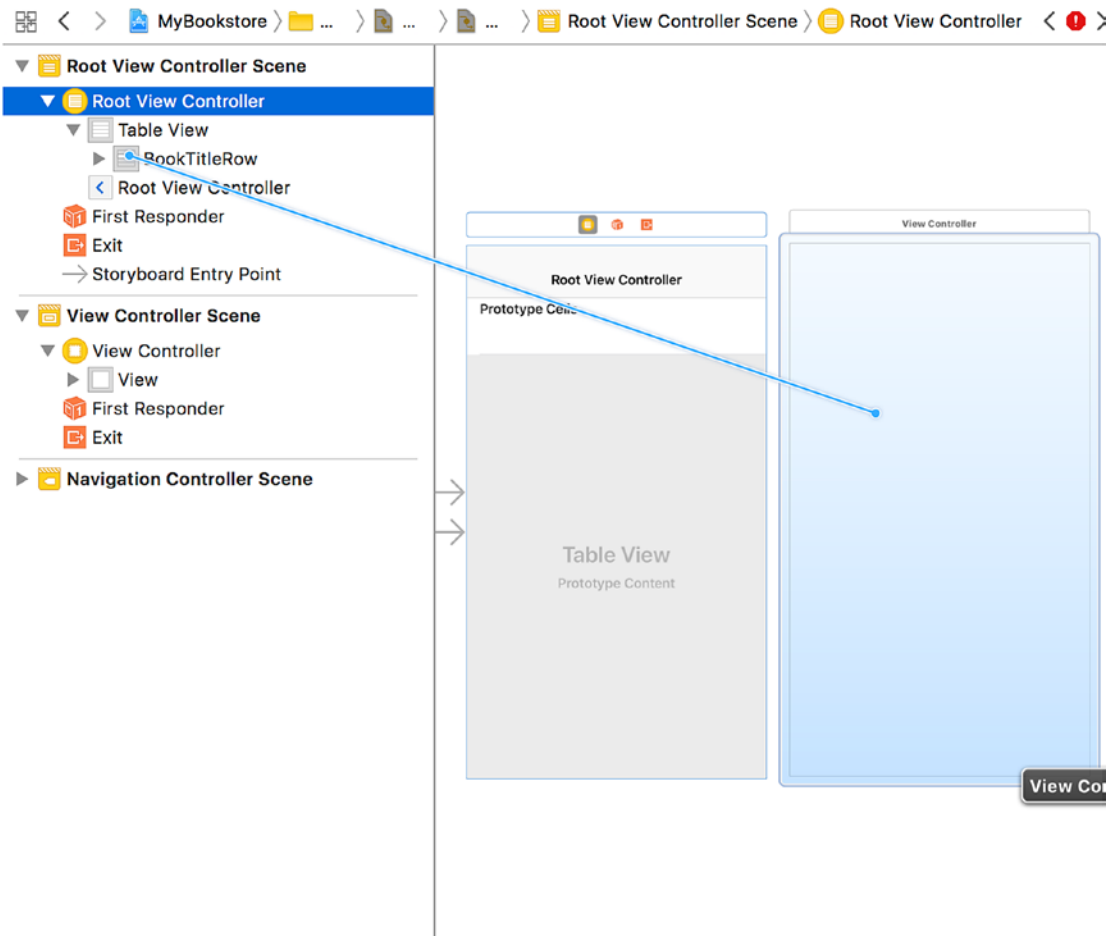 MyBookstore ... ... ... Root View Controller Scene Root View Controller
Root View Controller Scene
Root View Controller
Table View
BookTitleRow
Root View Controller
First Responder
Exit
Storyboard Entry Point
View Controller Scene
View Controller
View
First Responder
Exit
Navigation Controller Scene
Root View Controller
Prototype Cells
Table View
Prototype Content
View Controller
View Con